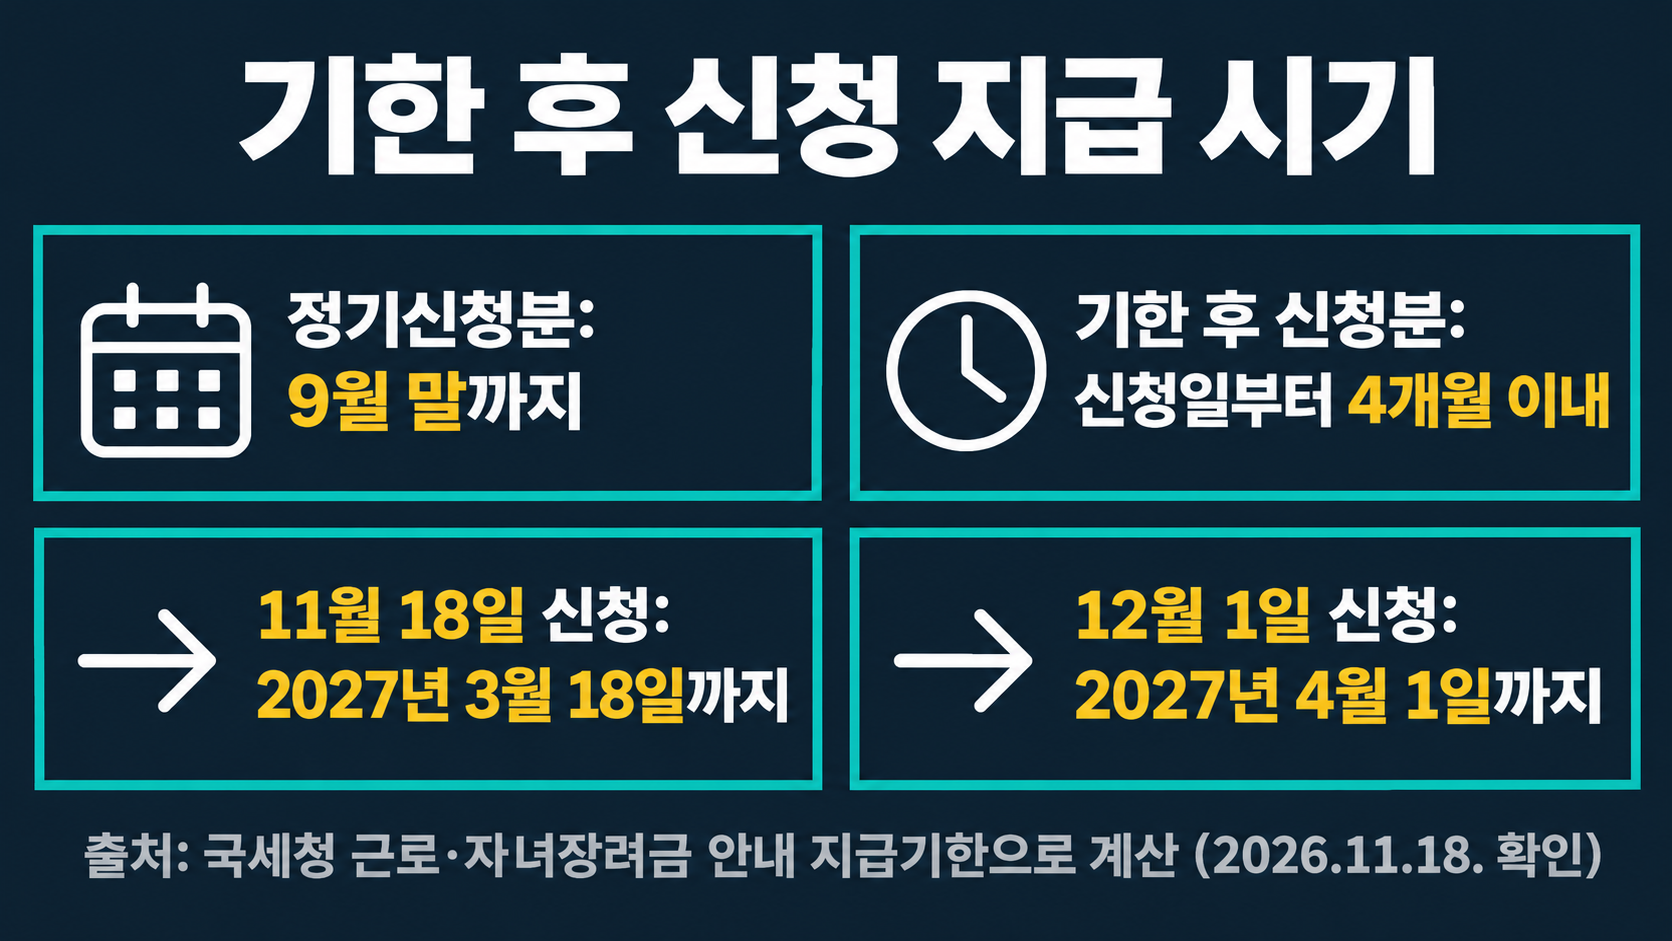 기한 후 신청 지급 시기
정기신청분:
9월 말까지
기한 후 신청분:
신청일부터 4개월 이내
11월 18일 신청:
2027년 3월 18일까지
12월 1일 신청:
2027년 4월 1일까지
출처: 국세청 근로·자녀장려금 안내 지급기한으로 계산 (2026.11.18. 확인)